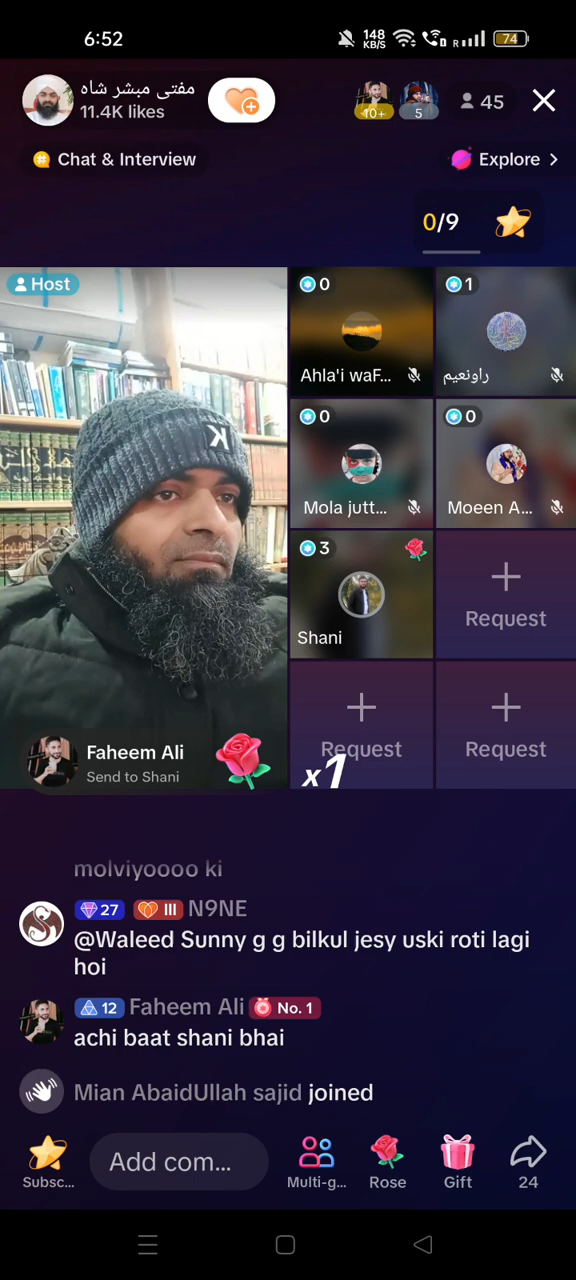 6:52
148
KB/S
R
74
مفتی مبشر شاہ
11.4K likes
10+
5
45
Chat & Interview
Explore >
0/9
Host
0
1
Ahla'i waF...
راونعیم
0
0
Mola jutt...
Moeen A...
3
Shani
Request
Request
Request
K
Faheem Ali
Send to Shani
x1
molviyoooo ki
27 III N9NE
@Waleed Sunny g g bilkul jesy uski roti lagi
hoi
12 Faheem Ali No. 1
achi baat shani bhai
Mian AbaidUllah sajid joined
Add com...
Subsc...
Multi-g...
Rose
Gift
24